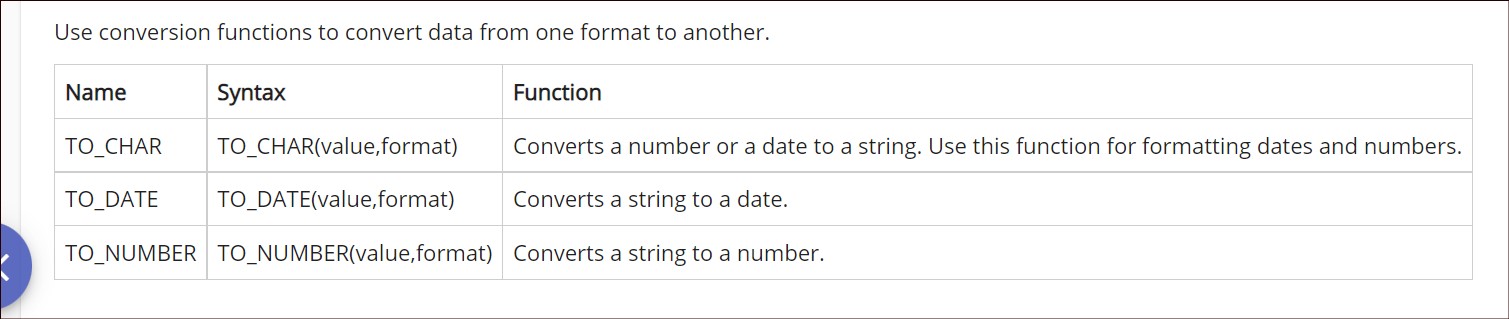 Use conversion functions to convert data from one format to another.
Name Syntax Function
TO_CHAR TO_CHAR(value,format) Converts a number or a date to a string. Use this function for formatting dates and numbers.
TO_DATE TO_DATE(value,format) Converts a string to a date.
TO_NUMBER TO_NUMBER(value,format) Converts a string to a number.